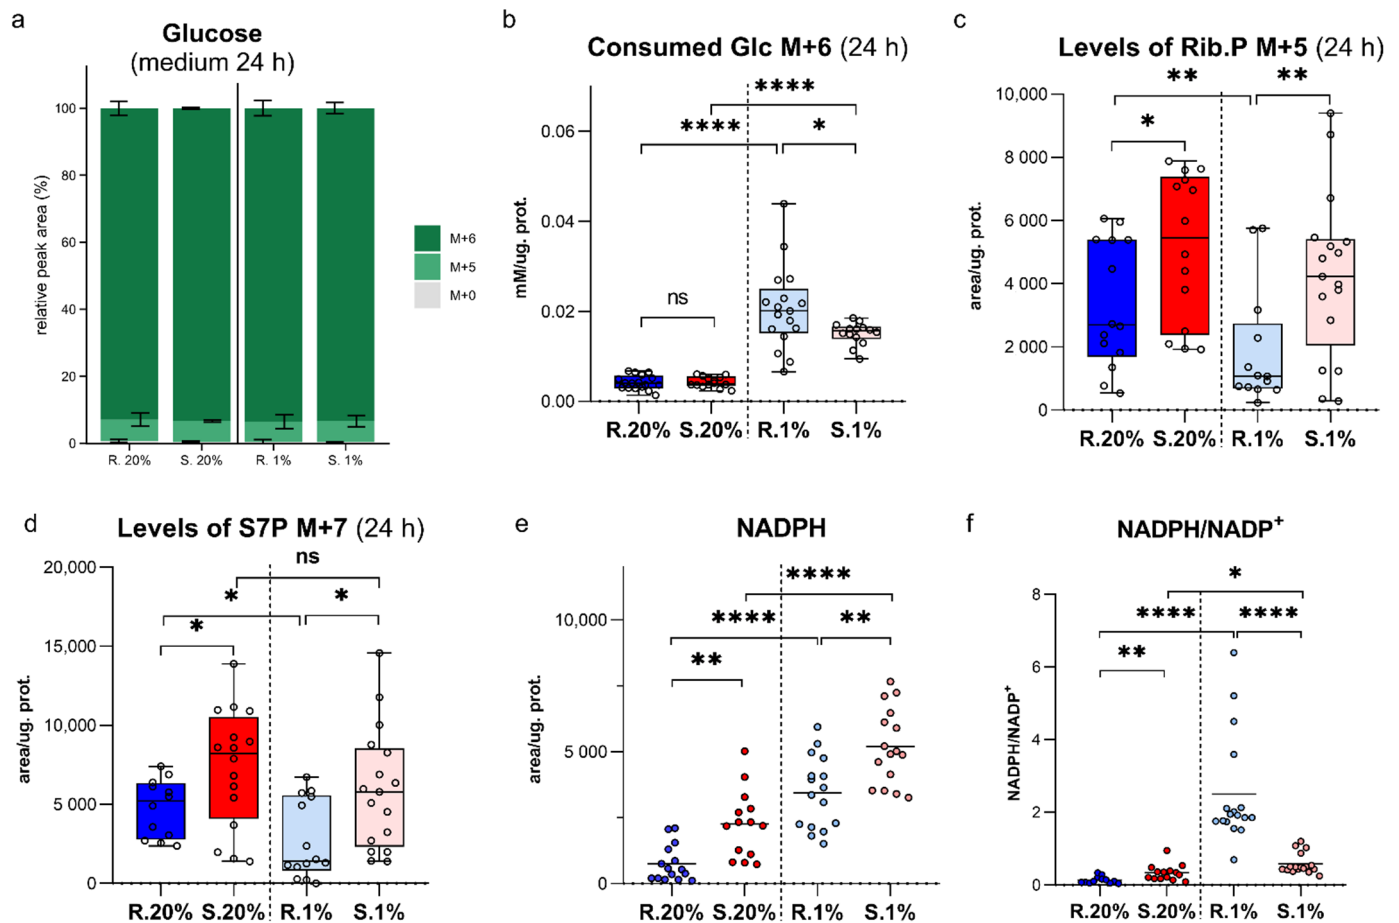 a
Glucose
(medium 24 h)
relative peak area (%)
100
80
60
40
20
0
R. 20%
S. 20%
R. 1%
S. 1%
M+6
M+5
M+0
b
Consumed Glc M+6 (24 h)
****
****
*
ns
mM/ug. prot.
0.06
0.04
0.02
0.00
R.20%
S.20%
R.1%
S.1%
c
Levels of Rib.P M+5 (24 h)
**
**
*
area/ug. prot.
10,000
8 000
6 000
4 000
2 000
0
R.20%
S.20%
R.1%
S.1%
d
Levels of S7P M+7 (24 h)
ns
*
*
*
area/ug. prot.
20,000
15,000
10,000
5 000
0
R.20%
S.20%
R.1%
S.1%
e
NADPH
****
****
**
**
area/ug. prot.
10,000
5 000
0
R.20%
S.20%
R.1%
S.1%
f
NADPH/NADP⁺
*
****
****
**
NADPH/NADP⁺
8
6
4
2
0
R.20%
S.20%
R.1%
S.1%